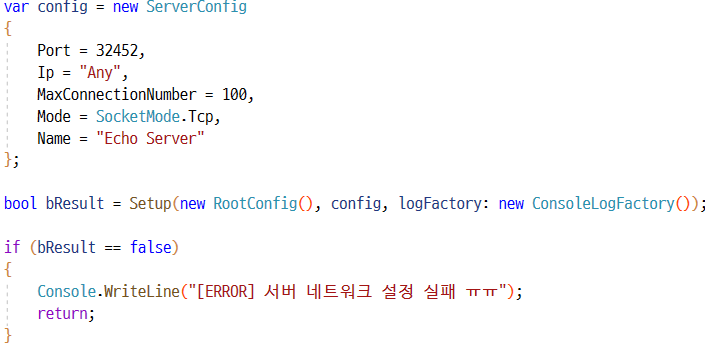 var config = new ServerConfig
{
    Port = 32452,
    Ip = "Any",
    MaxConnectionNumber = 100,
    Mode = SocketMode.Tcp,
    Name = "Echo Server"
};

bool bResult = Setup(new RootConfig(), config, logFactory: new ConsoleLogFactory());

if (bResult == false)
{
    Console.WriteLine("[ERROR] 서버 네트워크 설정 실패 ㅠㅠ");
    return;
}